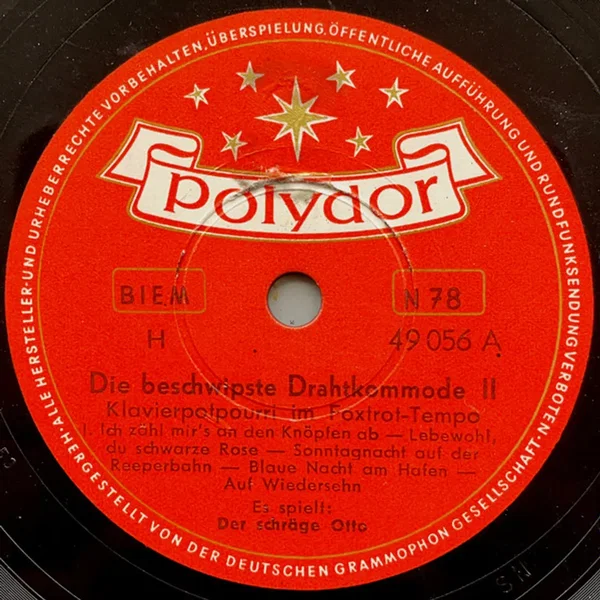 ALLE HERSTELLER- UND URHEBERRECHTE VORBEHALTEN, ÜBERSPIELUNG, ÖFFENTLICHE AUFFÜHRUNG UND RUNDFUNKSENDUNG VERBOTEN.
polydor
BIEM
N 78
H
49 056 A
Die beschwipste Drahtkommode II
Klavierpotpourri im Foxtrot-Tempo
I. Ich zähl mir's an den Knöpfen ab — Lebewohl,
du schwarze Rose — Sonntagnacht auf der
Reeperbahn — Blaue Nacht am Hafen —
Auf Wiedersehn
Es spielt:
Der schräge Otto
HERGESTELLT VON DER DEUTSCHEN GRAMMOPHON GESELLSCHAFT